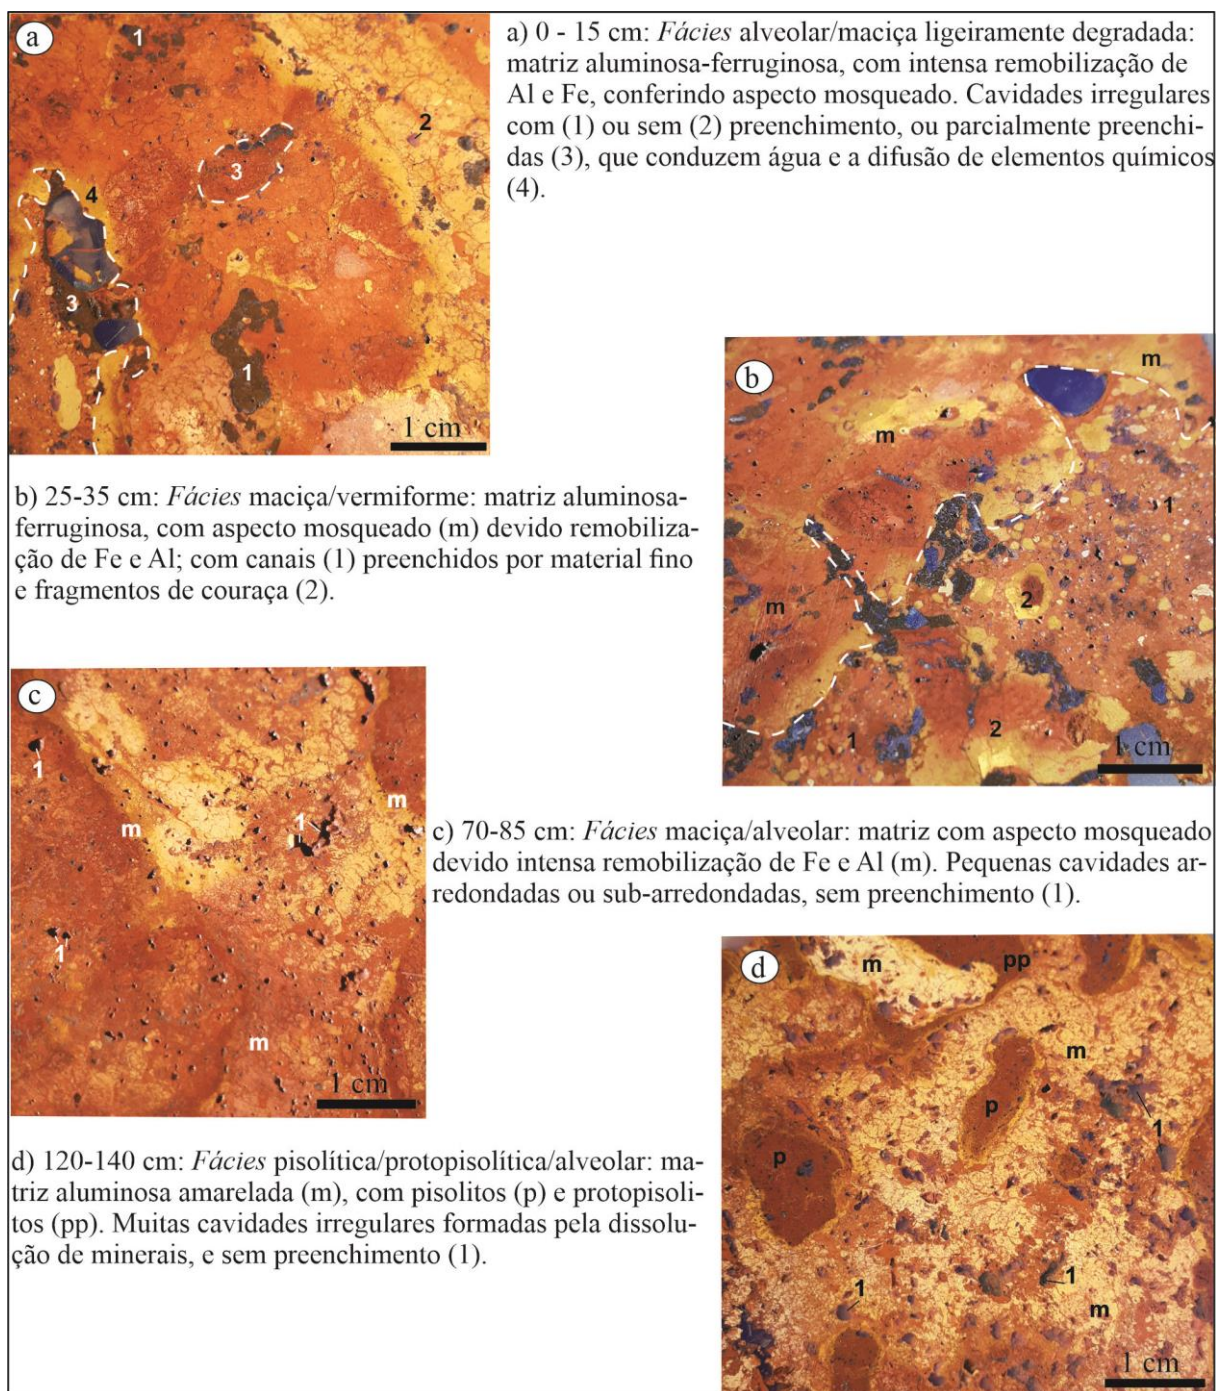 a
1
2
3
4
3
1
1 cm
a) 0 - 15 cm: Fácies alveolar/maciça ligeiramente degradada:
matriz aluminosa-ferruginosa, com intensa remobilização de
Al e Fe, conferindo aspecto mosqueado. Cavidades irregulares
com (1) ou sem (2) preenchimento, ou parcialmente preenchi-
das (3), que conduzem água e a difusão de elementos químicos
(4).
b
m
m
1
m
2
1
2
1 cm
b) 25-35 cm: Fácies maciça/vermiforme: matriz aluminosa-
ferruginosa, com aspecto mosqueado (m) devido remobiliza-
ção de Fe e Al; com canais (1) preenchidos por material fino
e fragmentos de couraça (2).
c
1
m
m
1
1
m
1 cm
c) 70-85 cm: Fácies maciça/alveolar: matriz com aspecto mosqueado
devido intensa remobilização de Fe e Al (m). Pequenas cavidades ar-
redondadas ou sub-arredondadas, sem preenchimento (1).
d
m
pp
m
p
p
1
1
1
m
1 cm
d) 120-140 cm: Fácies pisolítica/protopisolítica/alveolar: ma-
triz aluminosa amarelada (m), com pisolitos (p) e protopisoli-
tos (pp). Muitas cavidades irregulares formadas pela dissolu-
ção de minerais, e sem preenchimento (1).